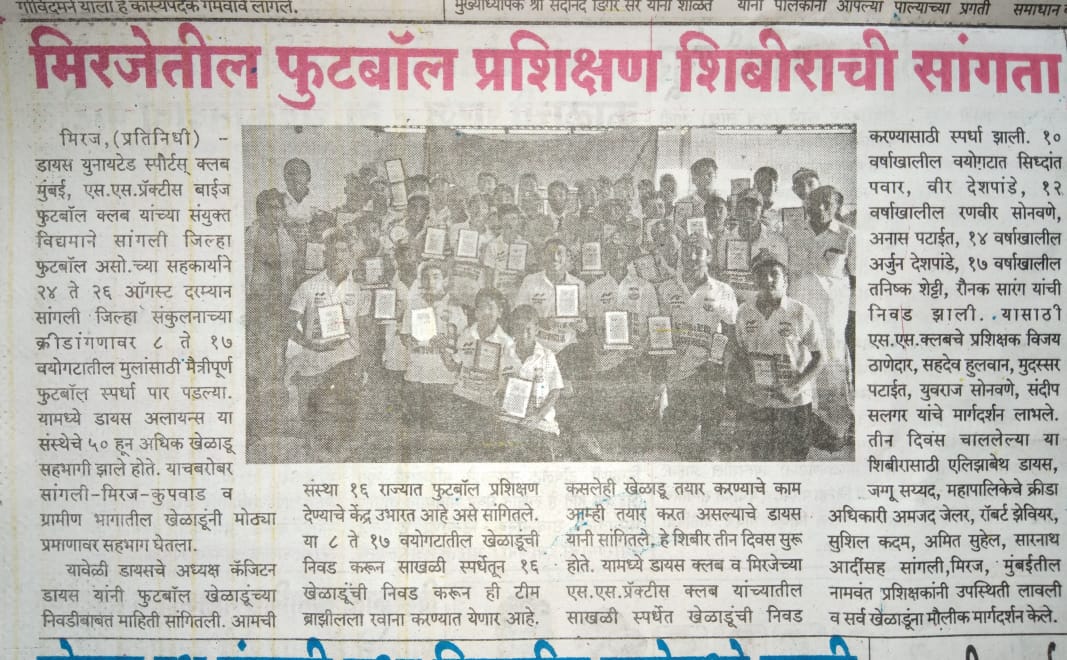 गोविंदमने याला हे कांस्यपदक गमवावे लागले.
मुख्याध्यापक श्री सदानंद डिगर सर यांनी शाळेत
यांनी पालकांना आपल्या पाल्याच्या प्रगती
समाधान
मिरजेतील फुटबॉल प्रशिक्षण शिबीराची सांगता
मिरज,(प्रतिनिधी) –
डायस युनायटेड स्पोर्टस् क्लब
मुंबई, एस.एस.प्रॅक्टीस बाईज
फुटबॉल क्लब यांच्या संयुक्त
विद्यमाने सांगली जिल्हा
फुटबॉल असो.च्या सहकार्याने
२४ ते २६ ऑगस्ट दरम्यान
सांगली जिल्हा संकुलनाच्या
क्रीडांगणावर ८ ते १७
वयोगटातील मुलांसाठी मैत्रीपूर्ण
फुटबॉल स्पर्धा पार पडल्या.
यामध्ये डायस अलायन्स या
संस्थेचे ५० हून अधिक खेळाडू
सहभागी झाले होते. याचबरोबर
सांगली-मिरज-कुपवाड व
ग्रामीण भागातील खेळाडूंनी मोठ्या
प्रमाणावर सहभाग घेतला.
यावेळी डायसचे अध्यक्ष कॅजिटन
डायस यांनी फुटबॉल खेळाडूंच्या
निवडीबाबत माहिती सांगितली. आमची
संस्था १६ राज्यात फुटबॉल प्रशिक्षण
देण्याचे केंद्र उभारत आहे असे सांगितले.
या ८ ते १७ वयोगटातील खेळाडूंची
निवड करून साखळी स्पर्धेतून १६
खेळाडूंची निवड करून ही टीम
ब्राझीलला रवाना करण्यात येणार आहे.
कसलेही खेळाडू तयार करण्याचे काम
आम्ही तयार करत असल्याचे डायस
यांनी सांगितले. हे शिबीर तीन दिवस सुरू
होते. यामध्ये डायस क्लब व मिरजेच्या
एस.एस.प्रॅक्टीस क्लब यांच्यातील
साखळी स्पर्धेत खेळाडूंची निवड
करण्यासाठी स्पर्धा झाली. १०
वर्षाखालील वयोगटात सिध्दांत
पवार, वीर देशपांडे, १२
वर्षाखालील रणवीर सोनवणे,
अनास पटाईत, १४ वर्षाखालील
अर्जुन देशपांडे, १७ वर्षाखालील
तनिष्क शेट्टी, रौनक सारंग यांची
निवड झाली. यासाठी
एस.एस.क्लबचे प्रशिक्षक विजय
ठाणेदार, सहदेव हुलवान, मुदस्सर
पटाईत, युवराज सोनवणे, संदीप
सलगर यांचे मार्गदर्शन लाभले.
तीन दिवस चाललेल्या या
शिबीरासाठी एलिझाबेथ डायस,
जग्गू सय्यद, महापालिकेचे क्रीडा
अधिकारी अमजद जेलर, रॉबर्ट झेवियर,
सुशिल कदम, अमित सुहेल, सारनाथ
आदींसह सांगली,मिरज, मुंबईतील
नामवंत प्रशिक्षकांनी उपस्थिती लावली
व सर्व खेळाडूंना मौलीक मार्गदर्शन केले.